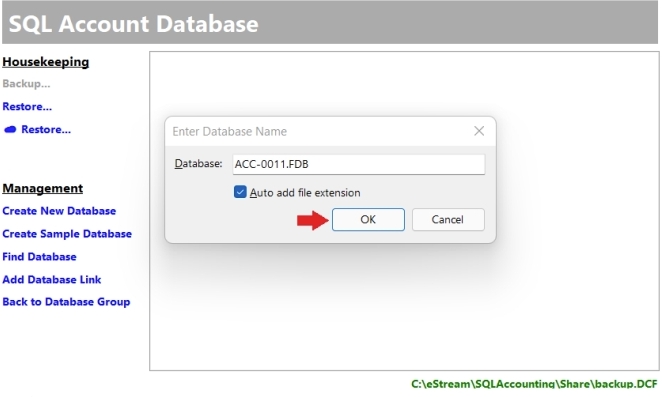 SQL Account Database
Housekeeping
Backup...
Restore...
Restore...
Management
Create New Database
Create Sample Database
Find Database
Add Database Link
Back to Database Group
Enter Database Name
Database: ACC-0011.FDB
Auto add file extension
OK Cancel
C:\eStream\SQLAccounting\Share\backup.DCF